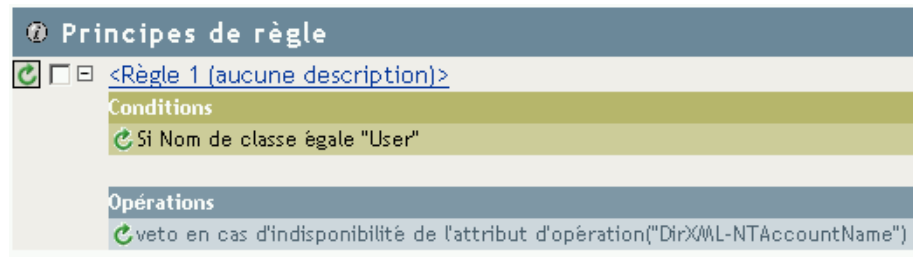 Principes de règle
<Règle 1 (aucune description)>
Conditions
Si Nom de classe égale "User"
Opérations
veto en cas d'indisponibilité de l'attribut d'opération("DirXML-NTAccountName")